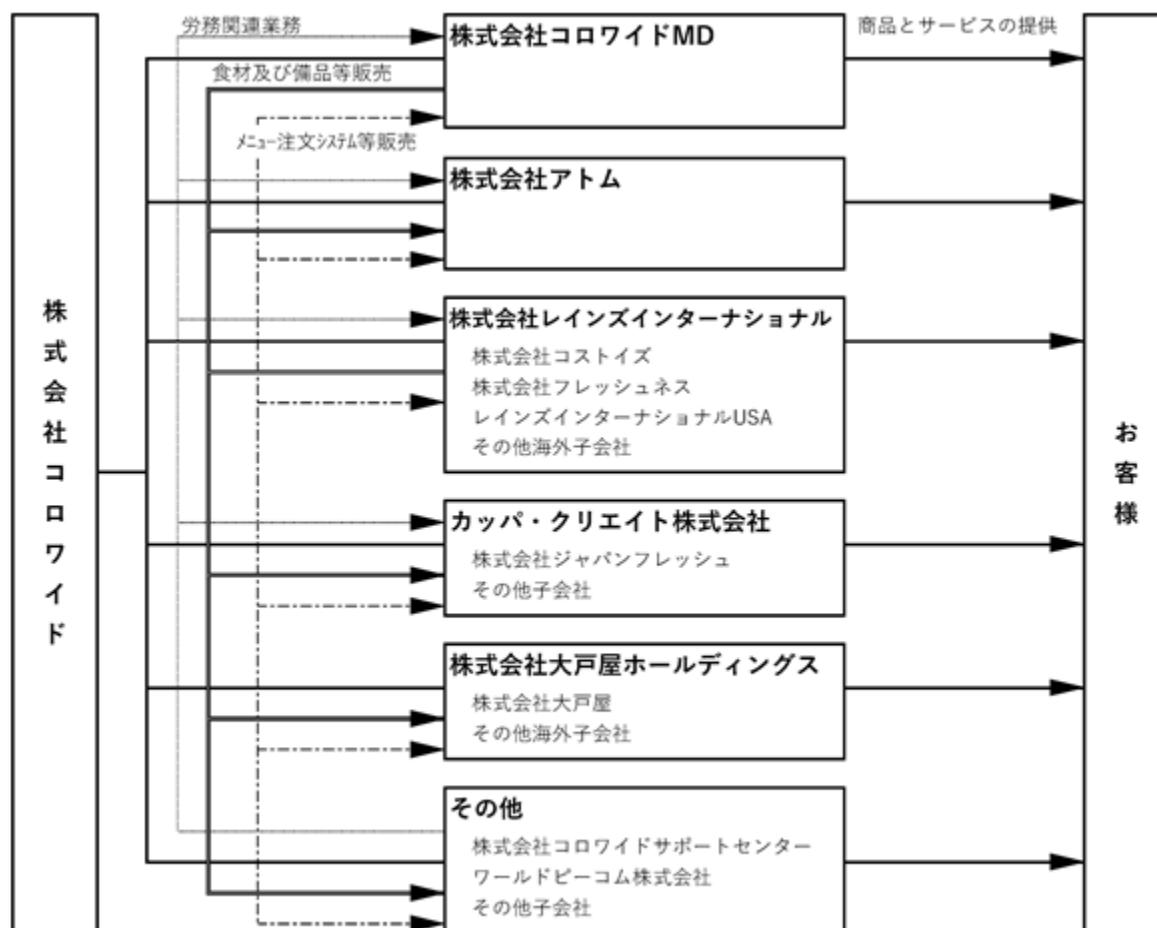 株式会社コロワイド
労務関連業務
食材及び備品等販売
メニュー注文システム等販売
株式会社コロワイドMD
商品とサービスの提供
株式会社アトム
株式会社レインズインターナショナル
株式会社コストイズ
株式会社フレッシュネス
レインズインターナショナルUSA
その他海外子会社
カッパ・クリエイト株式会社
株式会社ジャパンフレッシュ
その他子会社
株式会社大戸屋ホールディングス
株式会社大戸屋
その他海外子会社
その他
株式会社コロワイドサポートセンター
ワールドピーコム株式会社
その他子会社
お客様